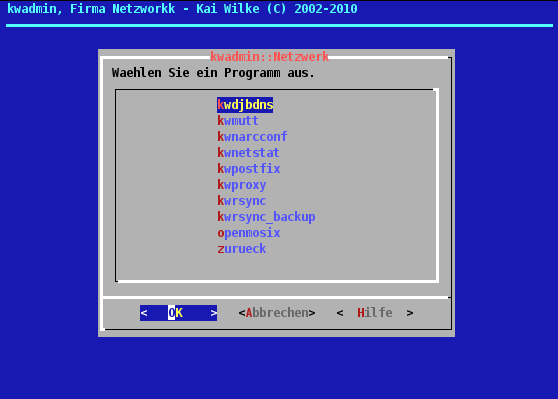 kwadmin, Firma Netzworkk - Kai Wilke (C) 2002-2010
kwadmin::Netzwerk
Waehlen Sie ein Programm aus.
kwdjbdns
kwmutt
kwnarcconf
kwnetstat
kwpostfix
kwproxy
kwrsync
kwrsync_backup
openmosix
zurueck
<   OK    >   <Abbrechen>   <  Hilfe  >